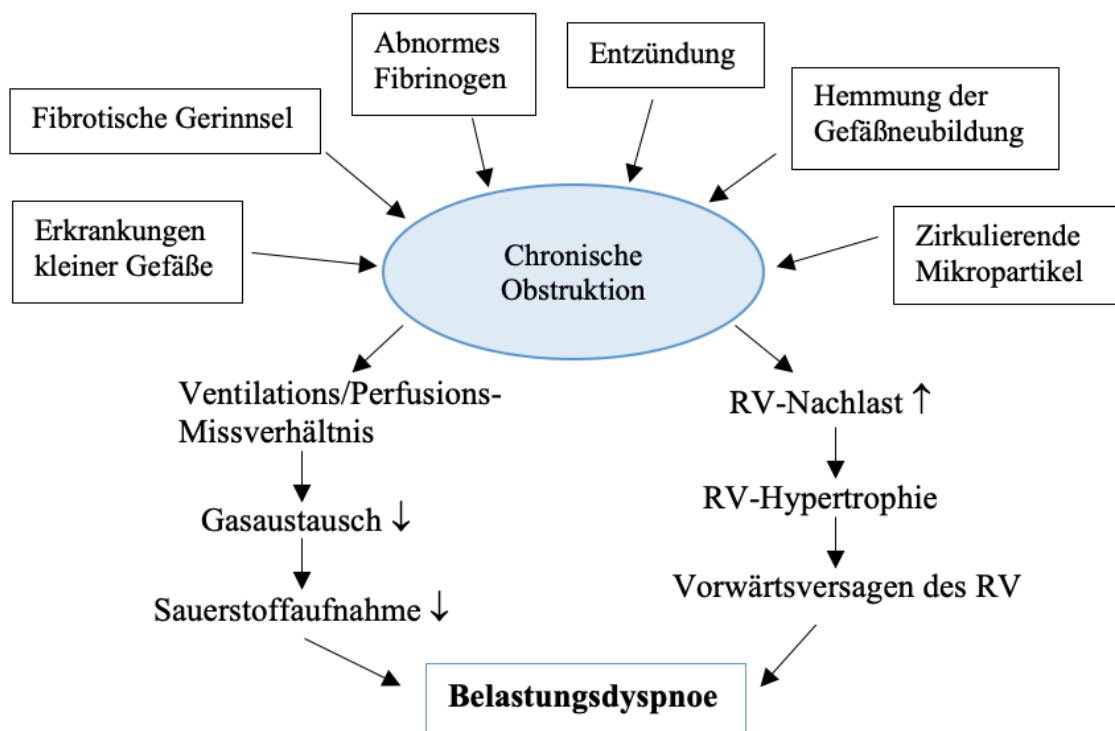 Abnormes
Fibrinogen
Entzündung
Fibrotische Gerinnsel
Hemmung der
Gefäßneubildung
Erkrankungen
kleiner Gefäße
Zirkulierende
Mikropartikel
Chronische
Obstruktion
Ventilations/Perfusions-
Missverhältnis
RV-Nachlast ↑
Gasaustausch ↓
RV-Hypertrophie
Sauerstoffaufnahme ↓
Vorwärtsversagen des RV
Belastungsdyspnoe